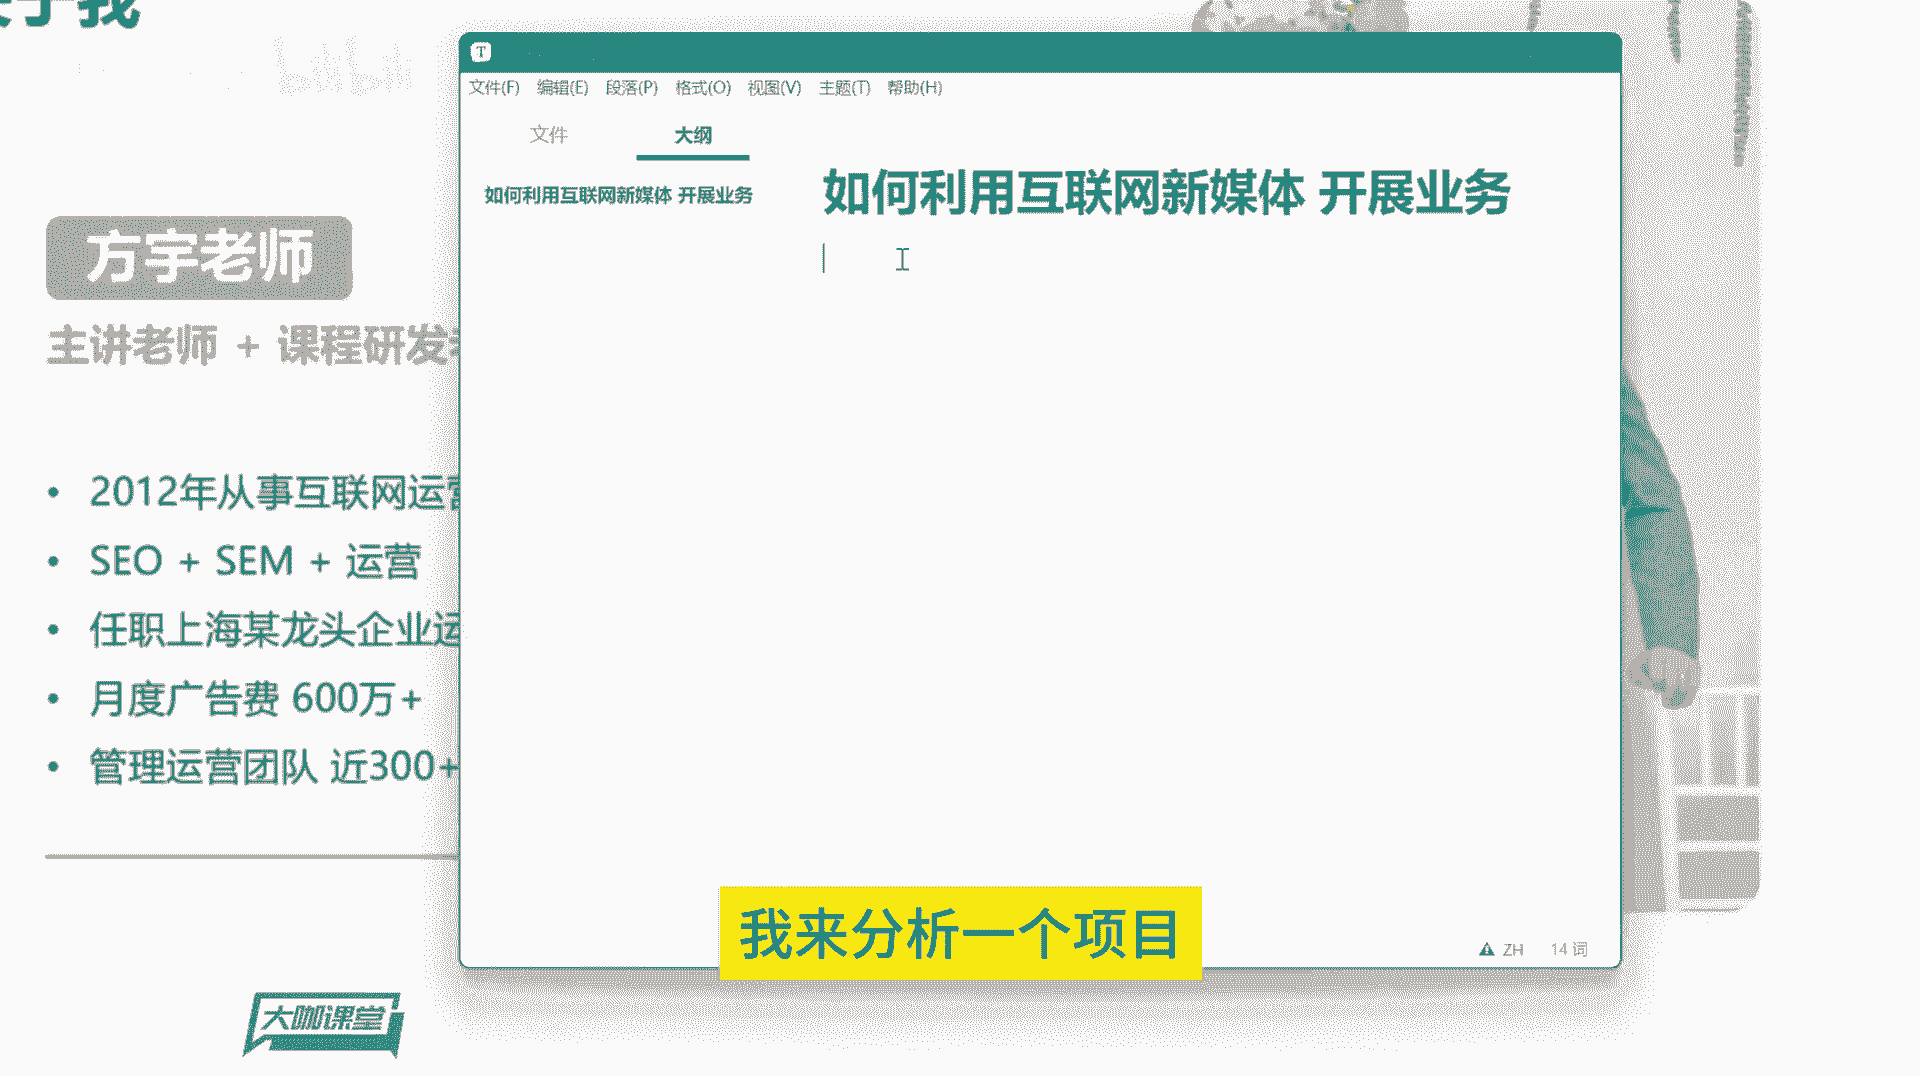 于我
bilibili
T
文件(F) 编辑(E) 段落(P) 格式(O) 视图(V) 主题(T) 帮助(H)
文件 大纲
如何利用互联网新媒体 开展业务
如何利用互联网新媒体 开展业务
方宇老师
主讲老师 + 课程研发
• 2012年从事互联网运营
• SEO + SEM + 运营
• 任职上海某龙头企业运
• 月度广告费 600万+
• 管理运营团队 近300+
我来分析一个项目
ZH 14 词
大咖课堂